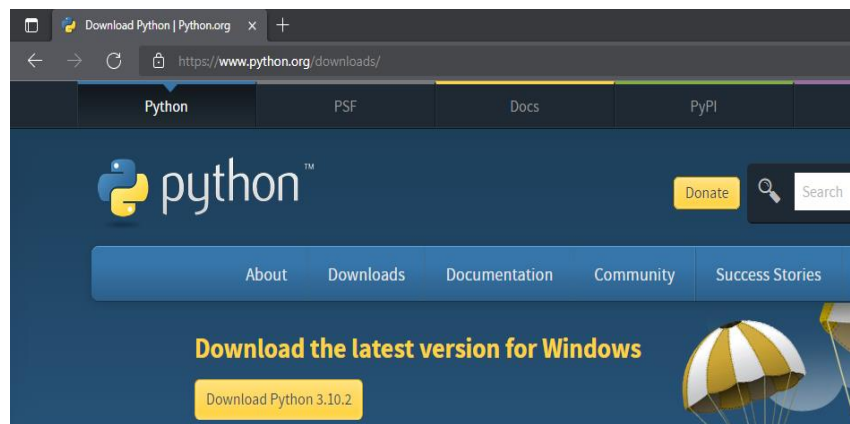 Download Python | Python.org
https://www.python.org/downloads/
Python PSF Docs PyPI
python™
Donate Search
About Downloads Documentation Community Success Stories
Download the latest version for Windows
Download Python 3.10.2